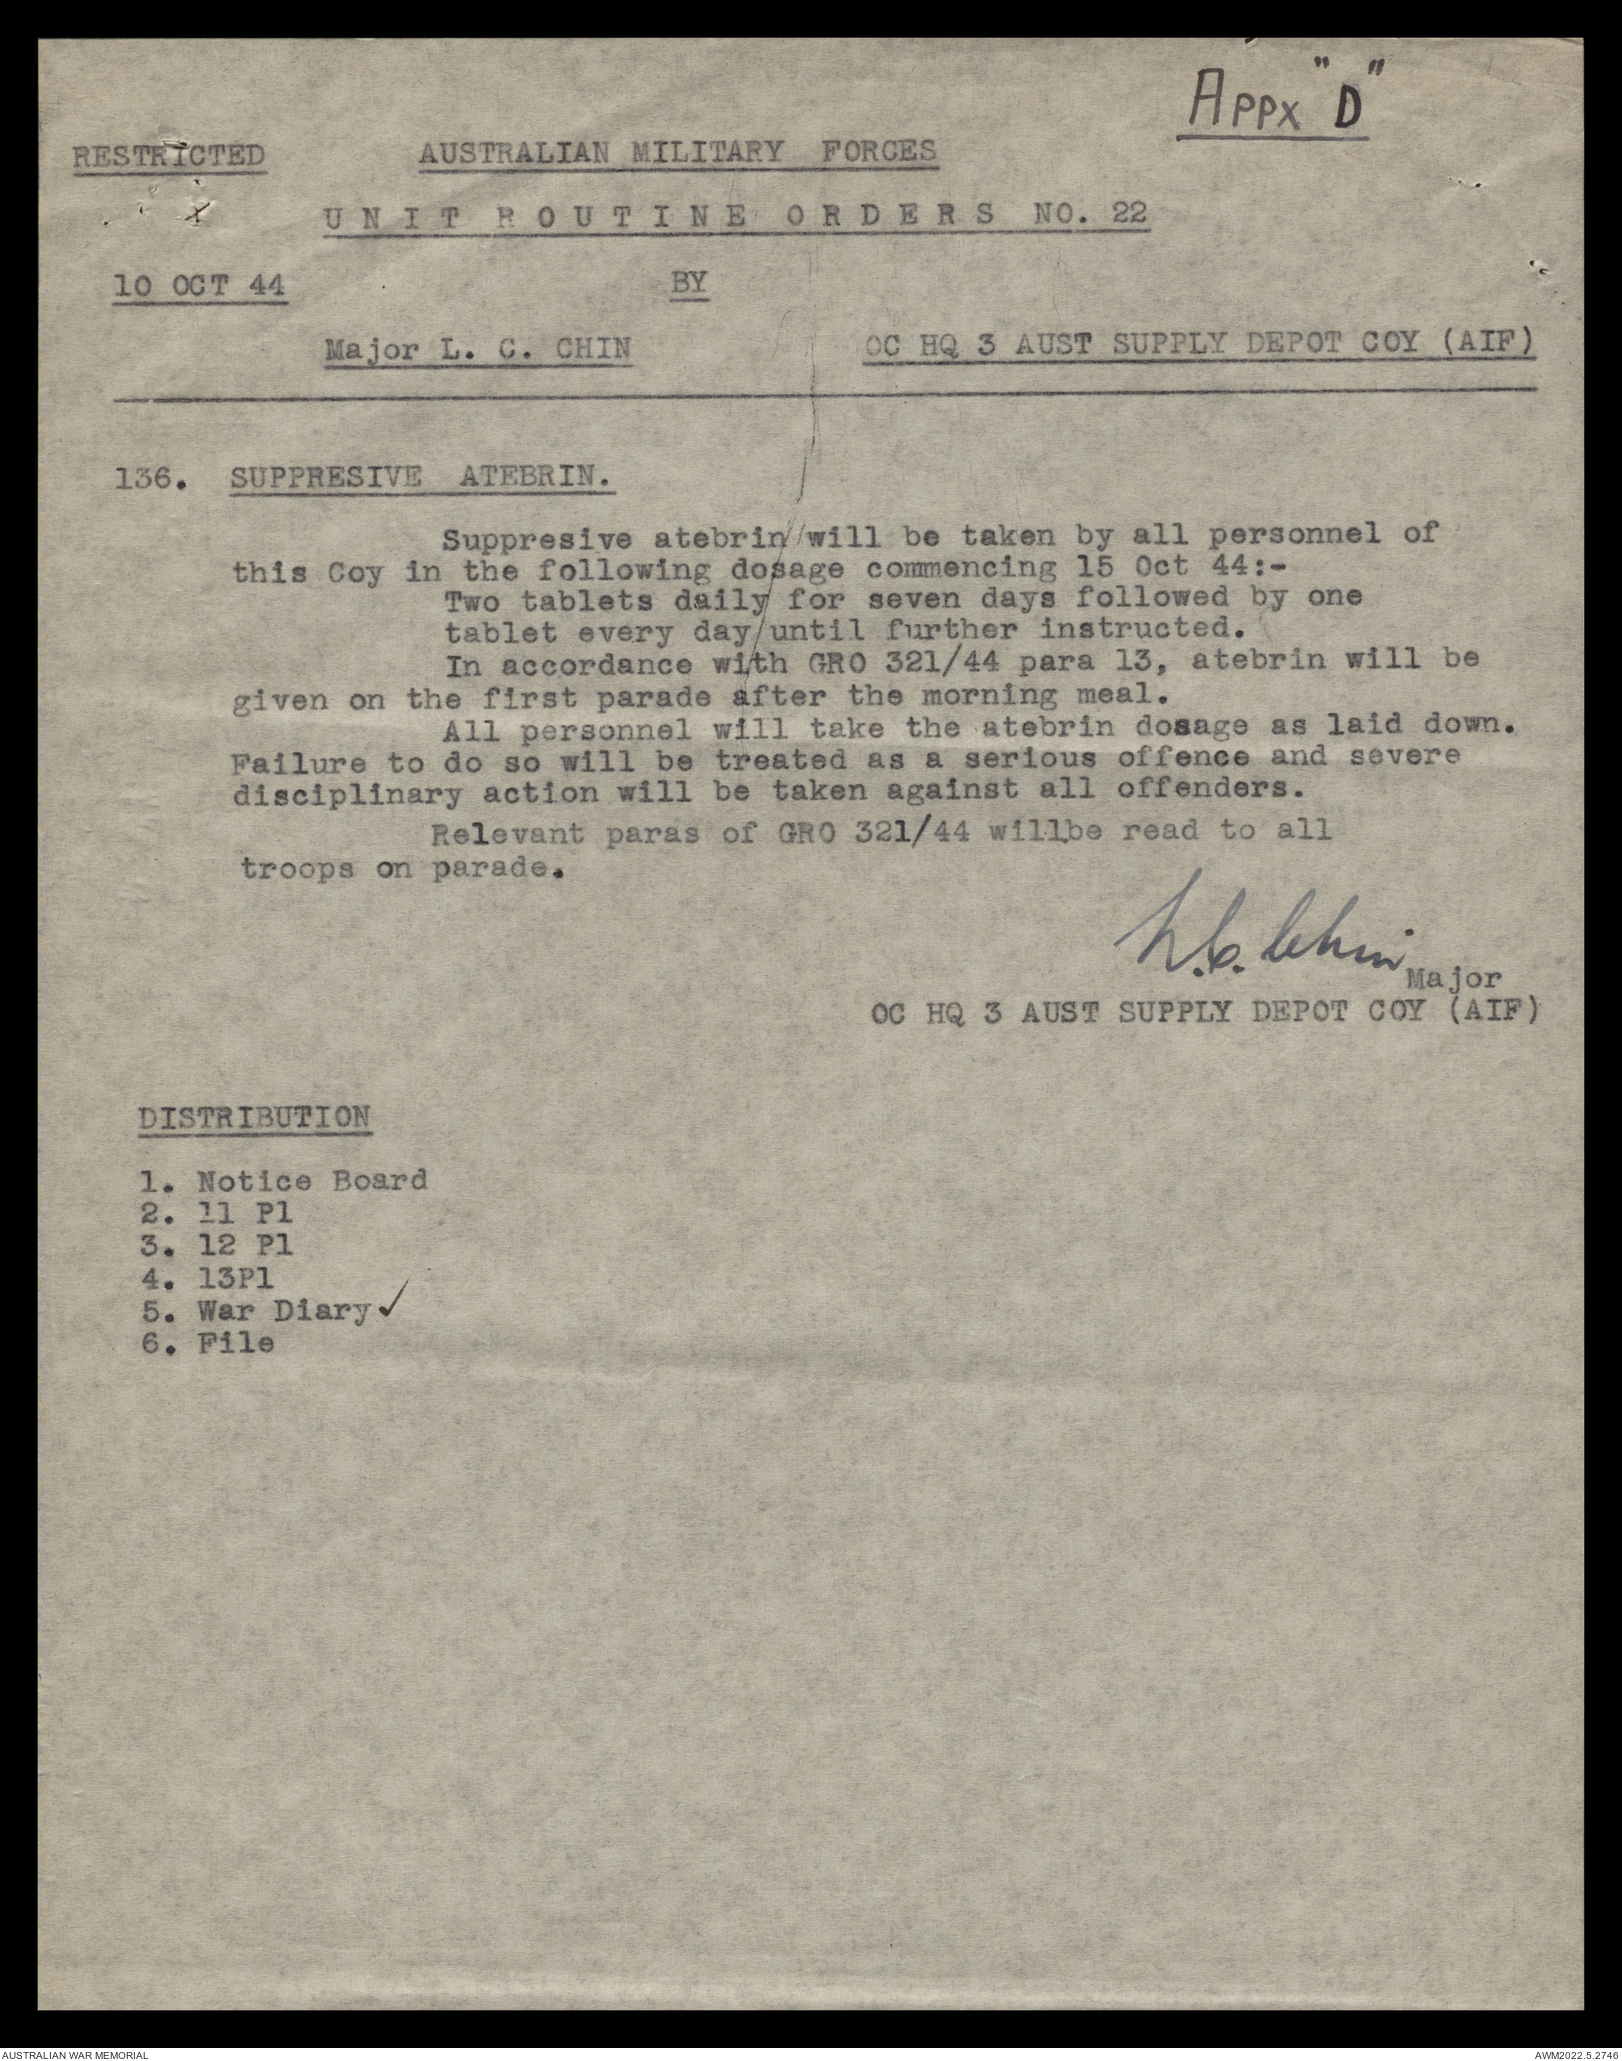 Appx "D"
RESTRICTED AUSTRALIAN MILITARY FORCES
UNIT ROUTINE ORDERS NO. 22
10 OCT 44 BY
Major L. C. CHIN OC HQ 3 AUST SUPPLY DEPOT COY (AIF)
136. SUPPRESIVE ATEBRIN.
Suppresive atebrin will be taken by all personnel of
this Coy in the following dosage commencing 15 Oct 44:-
Two tablets daily for seven days followed by one
tablet every day until further instructed.
In accordance with GRO 321/44 para 13, atebrin will be
given on the first parade after the morning meal.
All personnel will take the atebrin dosage as laid down.
Failure to do so will be treated as a serious offence and severe
disciplinary action will be taken against all offenders.
Relevant paras of GRO 321/44 willbe read to all
troops on parade.
L.C. Chin Major
OC HQ 3 AUST SUPPLY DEPOT COY (AIF)
DISTRIBUTION
1. Notice Board
2. 11 Pl
3. 12 Pl
4. 13Pl
5. War Diary ✓
6. File
AUSTRALIAN WAR MEMORIAL AWM2022.5.2746